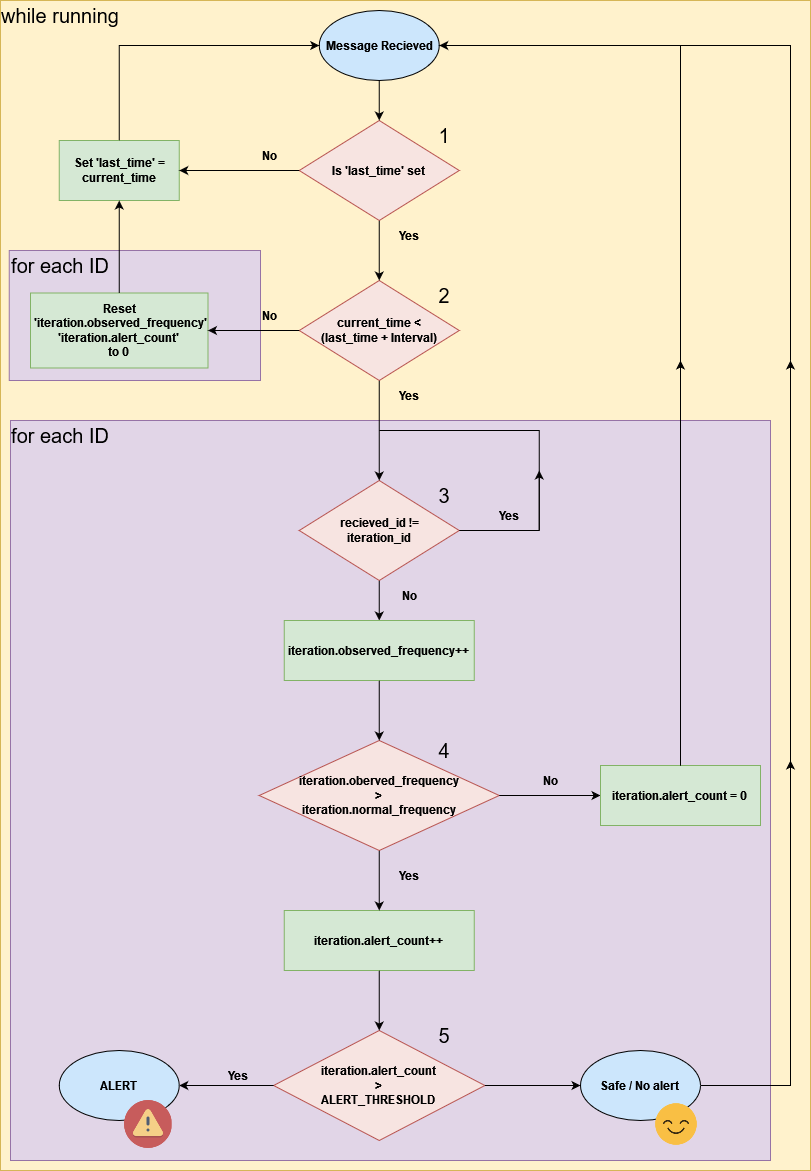 while running
Message Recieved
1
Is 'last_time' set
No
Set 'last_time' =
current_time
Yes
for each ID
2
current_time <
(last_time + Interval)
No
Reset
'iteration.observed_frequency'
'iteration.alert_count'
to 0
Yes
for each ID
3
recieved_id !=
iteration_id
Yes
No
iteration.observed_frequency++
4
iteration.oberved_frequency
>
iteration.normal_frequency
No
iteration.alert_count = 0
Yes
iteration.alert_count++
5
iteration.alert_count
>
ALERT_THRESHOLD
Yes
ALERT
Safe / No alert